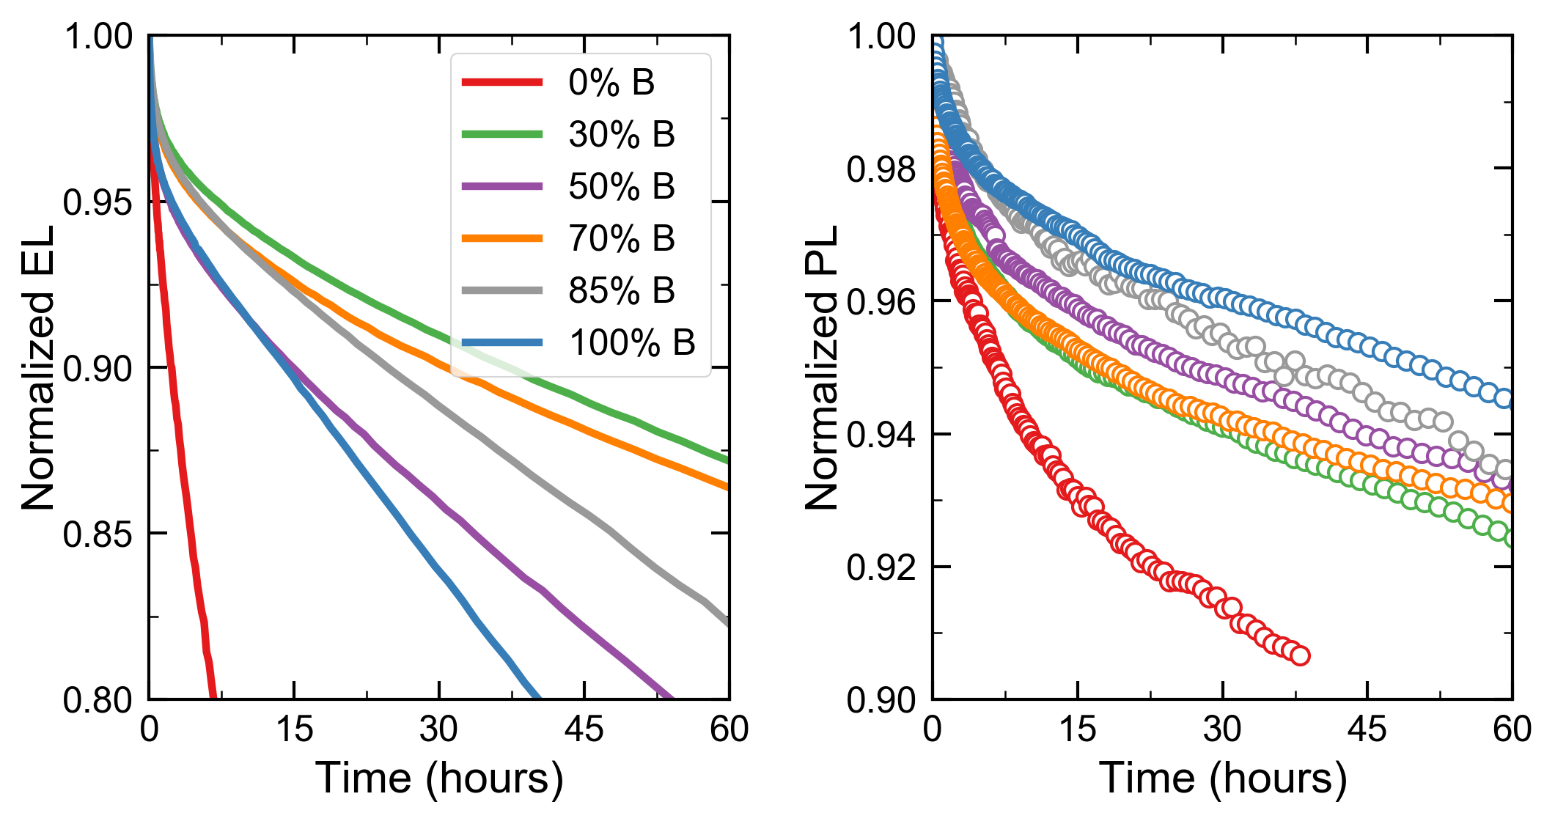 Normalized EL
1.00
0.95
0.90
0.85
0.80
0% B
30% B
50% B
70% B
85% B
100% B
0 15 30 45 60
Time (hours)
Normalized PL
1.00
0.98
0.96
0.94
0.92
0.90
0 15 30 45 60
Time (hours)